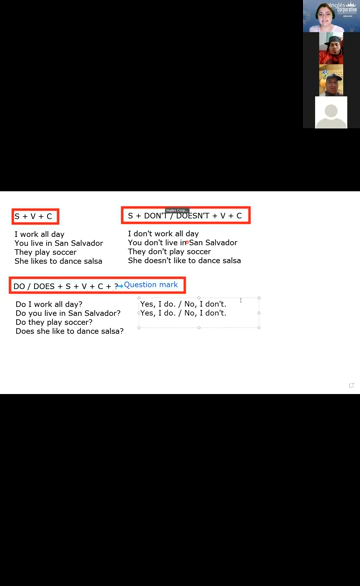 Inglés
Corporativo
S + V + C
I work all day
You live in San Salvador
They play soccer
She likes to dance salsa
S + DON'T / DOESN'T + V + C
I don't work all day
You don't live in San Salvador
They don't play soccer
She doesn't like to dance salsa
DO / DOES + S + V + C + ?
Question mark
Do I work all day?
Do you live in San Salvador?
Do they play soccer?
Does she like to dance salsa?
Yes, I do. / No, I don't.
Yes, I do. / No, I don't.
17